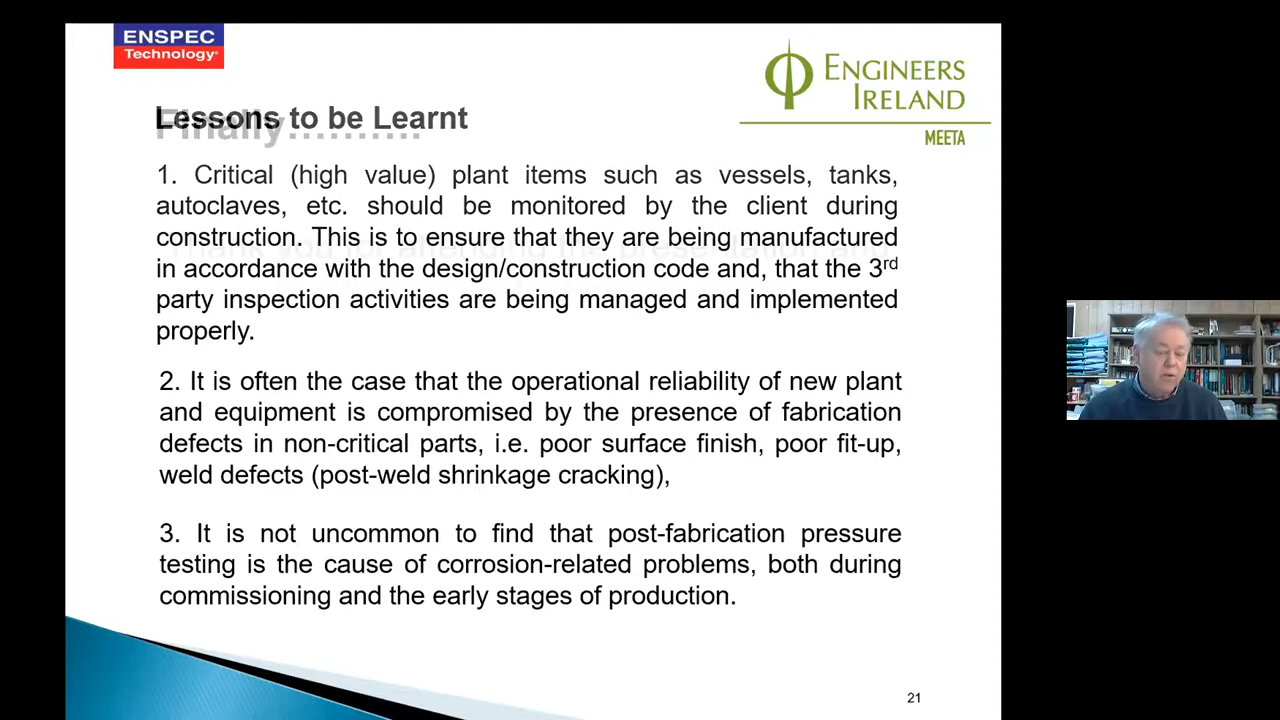 ENSPEC
Technology
ENGINEERS
IRELAND
MEETA
Lessons to be Learnt
Finally……….
1. Critical (high value) plant items such as vessels, tanks,
autoclaves, etc. should be monitored by the client during
construction. This is to ensure that they are being manufactured
in accordance with the design/construction code and, that the 3rd
party inspection activities are being managed and implemented
properly.
2. It is often the case that the operational reliability of new plant
and equipment is compromised by the presence of fabrication
defects in non-critical parts, i.e. poor surface finish, poor fit-up,
weld defects (post-weld shrinkage cracking),
3. It is not uncommon to find that post-fabrication pressure
testing is the cause of corrosion-related problems, both during
commissioning and the early stages of production.
21